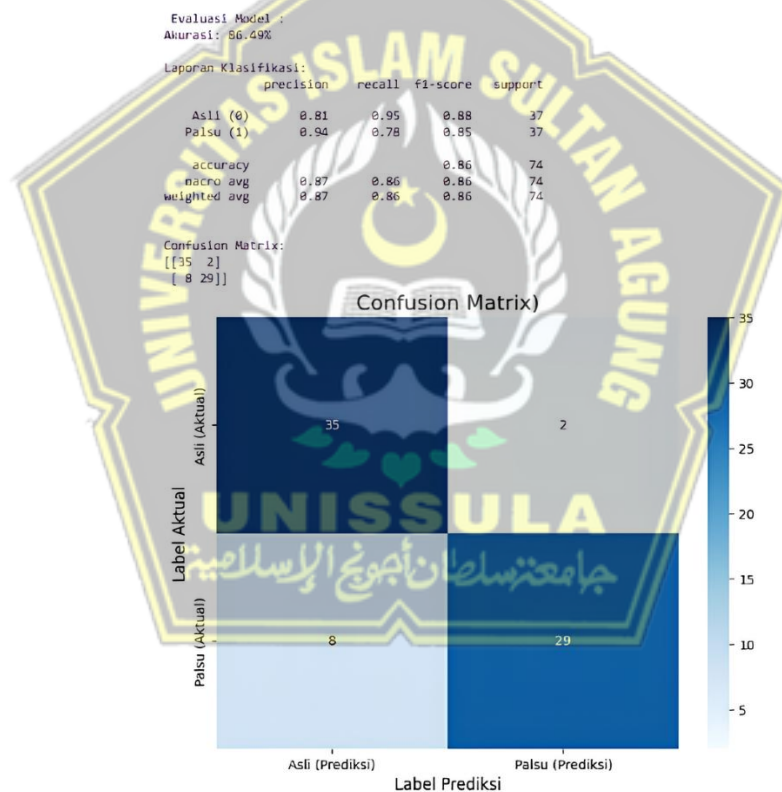 Evaluasi Model :
Akurasi: 86.49%
Laporan Klasifikasi:
precision recall f1-score support
Asli (0) 0.81 0.95 0.88 37
Palsu (1) 0.94 0.78 0.85 37
accuracy 0.86 74
macro avg 0.87 0.86 0.86 74
weighted avg 0.87 0.86 0.86 74
Confusion Matrix:
[[35 2]
[ 8 29]]
Confusion Matrix)
UNIVERSITAS ISLAM SULTAN AGUNG
35
30
25
20
15
10
5
Asli (Aktual)
35 2
Label Aktual
UNISSULA
جامعتنسلطان أجونج الإسلامية
Palsu (Aktual)
8 29
Asli (Prediksi) Palsu (Prediksi)
Label Prediksi